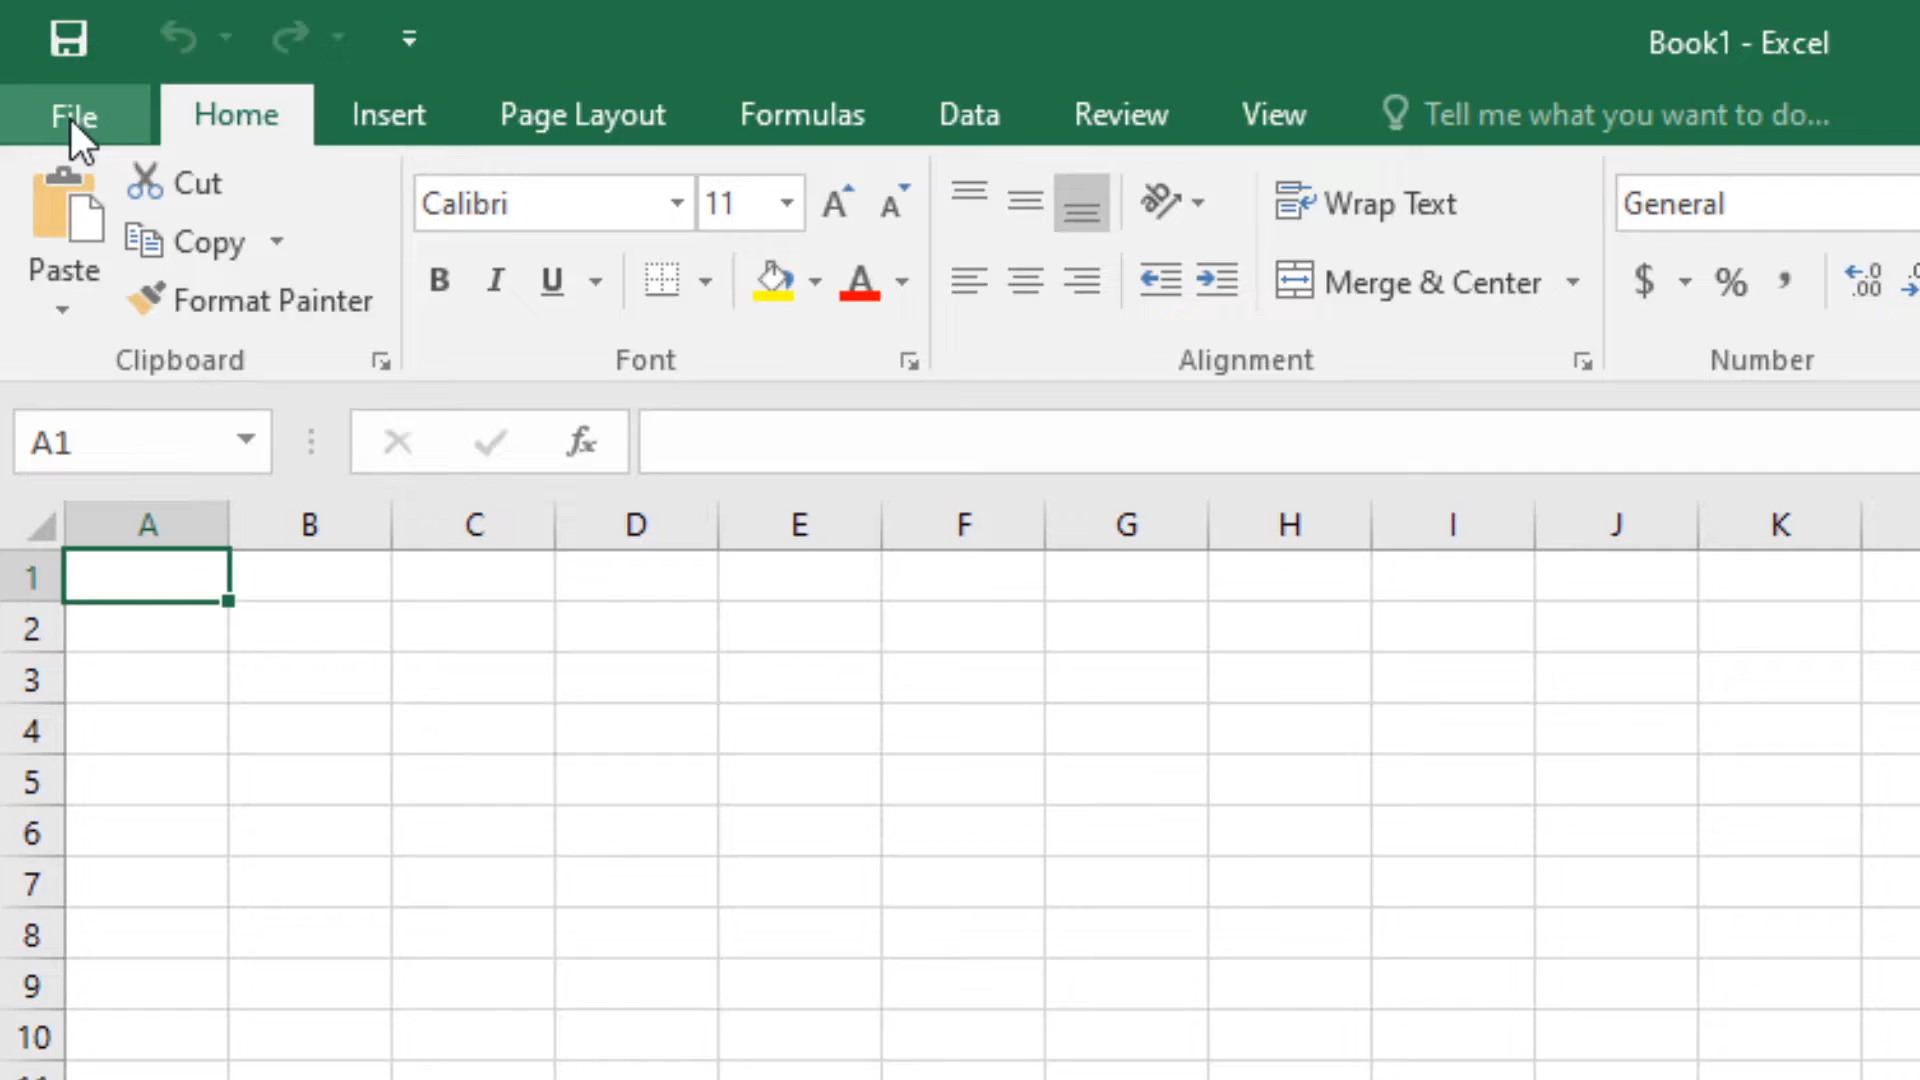 Book1 - Excel
File Home Insert Page Layout Formulas Data Review View Tell me what you want to do...
Paste
Cut
Copy
Format Painter
Clipboard
Calibri 11
B I U A
Font
Wrap Text
Merge & Center
Alignment
General
$ % ,
Number
A1 fx
A B C D E F G H I J K
1
2
3
4
5
6
7
8
9
10